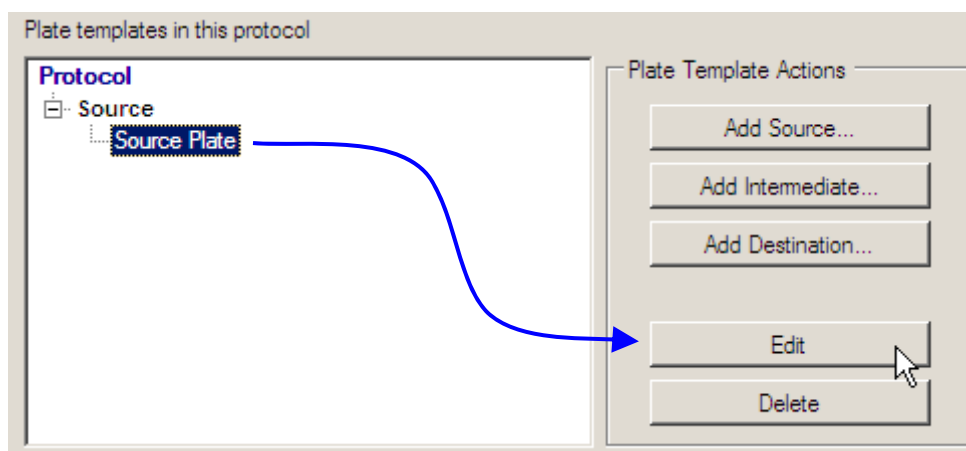 Plate templates in this protocol
Protocol
Source
Source Plate
Plate Template Actions
Add Source...
Add Intermediate...
Add Destination...
Edit
Delete